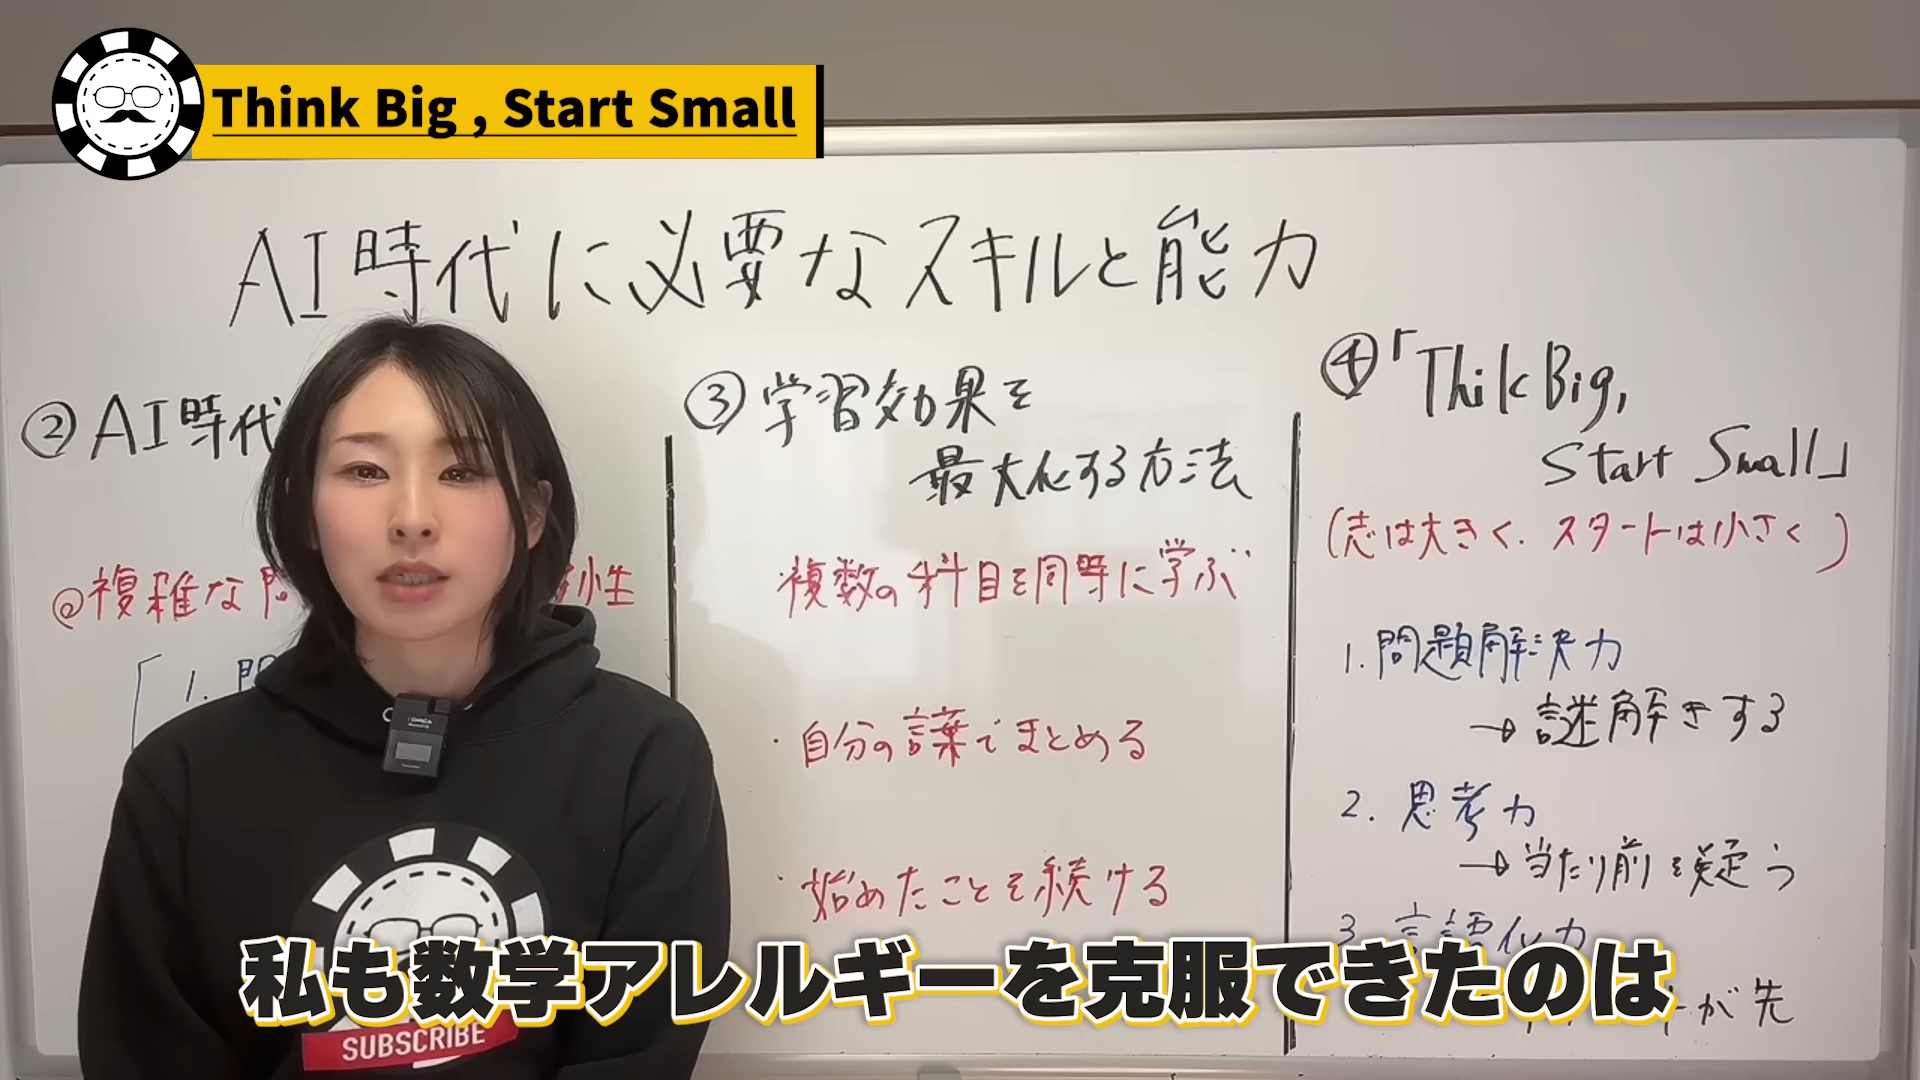 Think Big , Start Small
AI時代に必要なスキルと能力
② AI時代
@複雑な
性
1.
③ 学習効果を
最大化する方法
・複数の科目を同時に学ぶ
・自分の言葉でまとめる
・始めたことを続ける
④「Thik Big,
Start Small」
(志は大きく、スタートは小さく)
1. 問題解決力
→ 謎解きする
2. 思考力
→ 当たり前を疑う
3. 言語化力
が先
私も数学アレルギーを克服できたのは
SUBSCRIBE